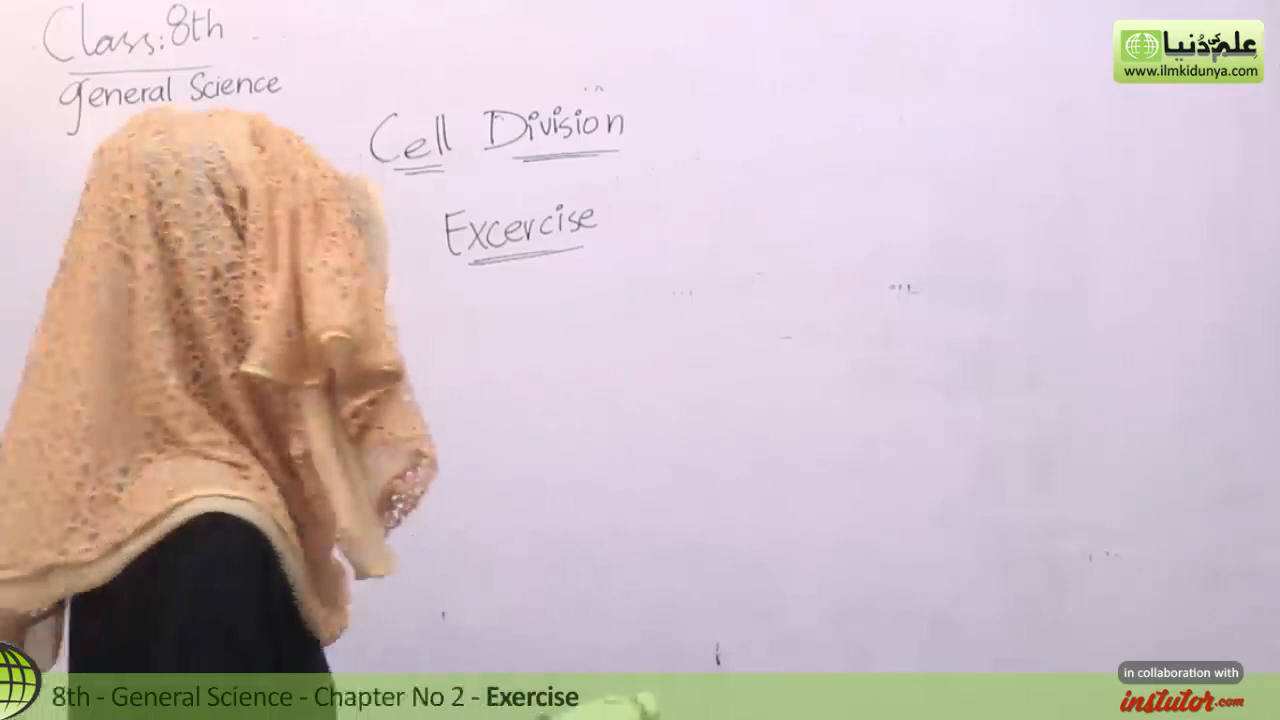 Class:8th
General Science
Cell Division
Excercise
علم کی دُنیا
www.ilmkidunya.com
in collaboration with
instutor.com
8th - General Science - Chapter No 2 - Exercise